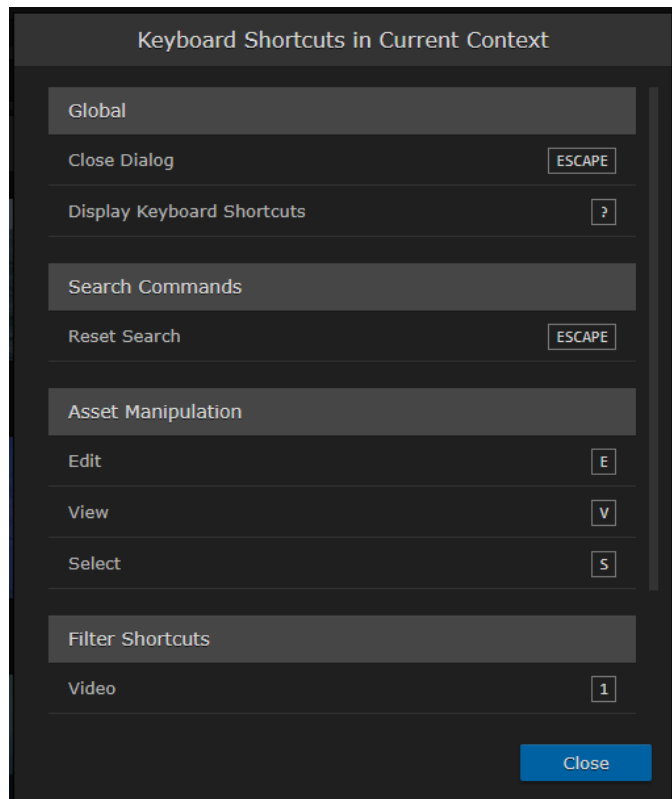 Keyboard Shortcuts in Current Context
Global
Close Dialog ESCAPE
Display Keyboard Shortcuts ?
Search Commands
Reset Search ESCAPE
Asset Manipulation
Edit E
View V
Select S
Filter Shortcuts
Video 1
Close